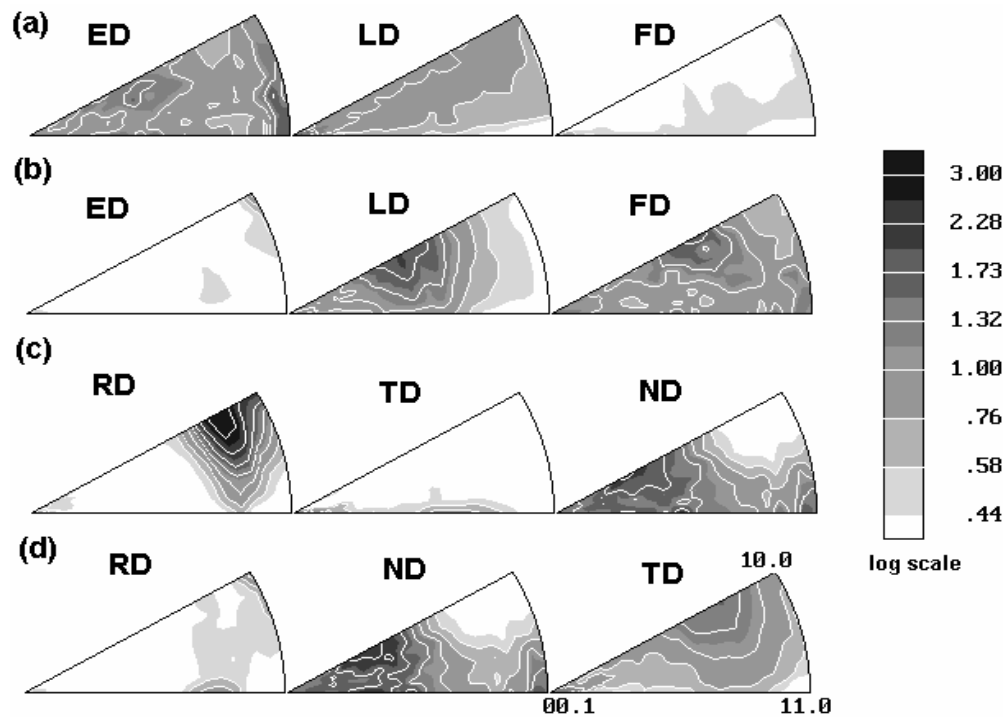 (a)
ED LD FD
(b)
ED LD FD
(c)
RD TD ND
(d)
RD ND TD
10.0
00.1 11.0
3.00
2.28
1.73
1.32
1.00
.76
.58
.44
log scale